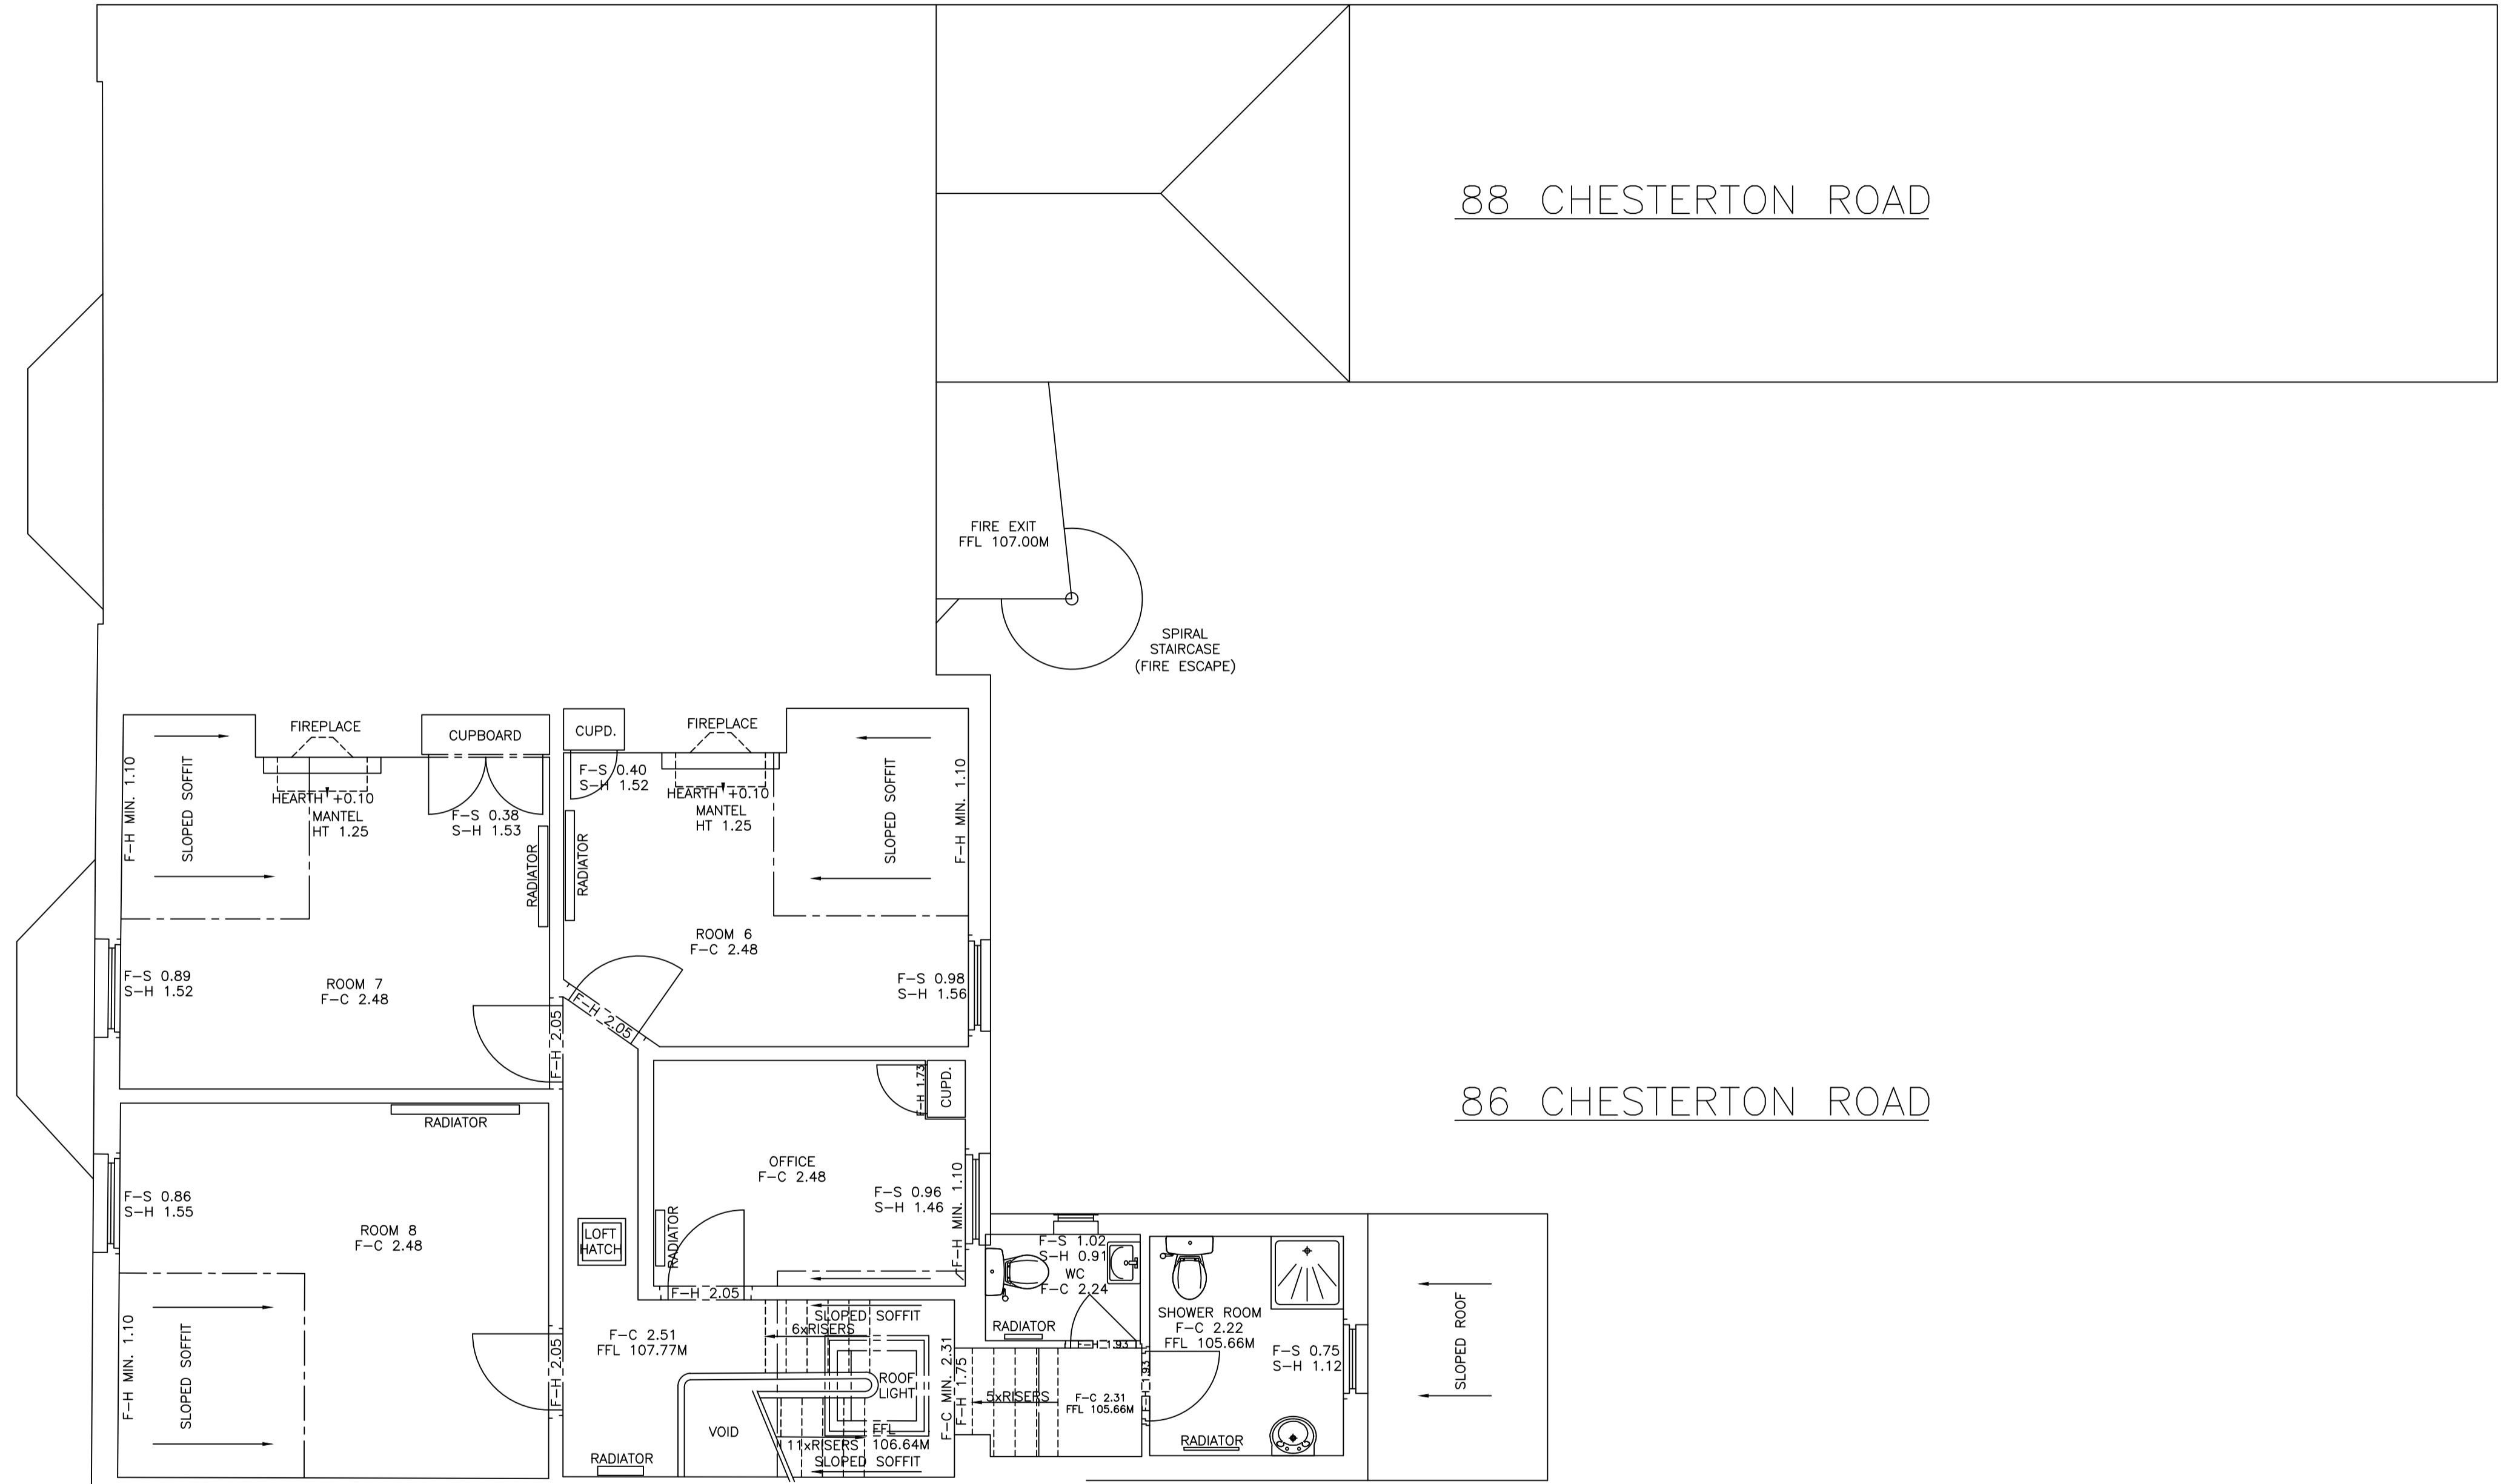 88 CHESTERTON ROAD
FIRE EXIT
FFL 107.00M
SPIRAL
STAIRCASE
(FIRE ESCAPE)
FIREPLACE
CUPBOARD
F-H MIN. 1.10
SLOPED SOFFIT
HEARTH +0.10
MANTEL
HT 1.25
F-S 0.38
S-H 1.53
RADIATOR
F-S 0.89
S-H 1.52
ROOM 7
F-C 2.48
F-H 2.05
CUPD.
FIREPLACE
F-S 0.40
S-H 1.52
HEARTH +0.10
MANTEL
HT 1.25
SLOPED SOFFIT
F-H MIN. 1.10
RADIATOR
ROOM 6
F-C 2.48
F-S 0.98
S-H 1.56
F-H 2.05
86 CHESTERTON ROAD
RADIATOR
F-S 0.86
S-H 1.55
ROOM 8
F-C 2.48
F-H MIN. 1.10
SLOPED SOFFIT
F-H 2.05
F-H 1.73
CUPD.
OFFICE
F-C 2.48
F-S 0.96
S-H 1.46
F-H MIN. 1.10
RADIATOR
F-H 2.05
LOFT
HATCH
F-C 2.51
FFL 107.77M
SLOPED SOFFIT
6xRISERS
ROOF
LIGHT
VOID
FFL
106.64M
11xRISERS
SLOPED SOFFIT
RADIATOR
F-C MIN. 2.31
F-H 1.75
5xRISERS
F-C 2.31
FFL 105.66M
F-S 1.02
S-H 0.91
WC
F-C 2.24
RADIATOR
F-H 1.93
F-H 1.93
SHOWER ROOM
F-C 2.22
FFL 105.66M
F-S 0.75
S-H 1.12
RADIATOR
SLOPED ROOF